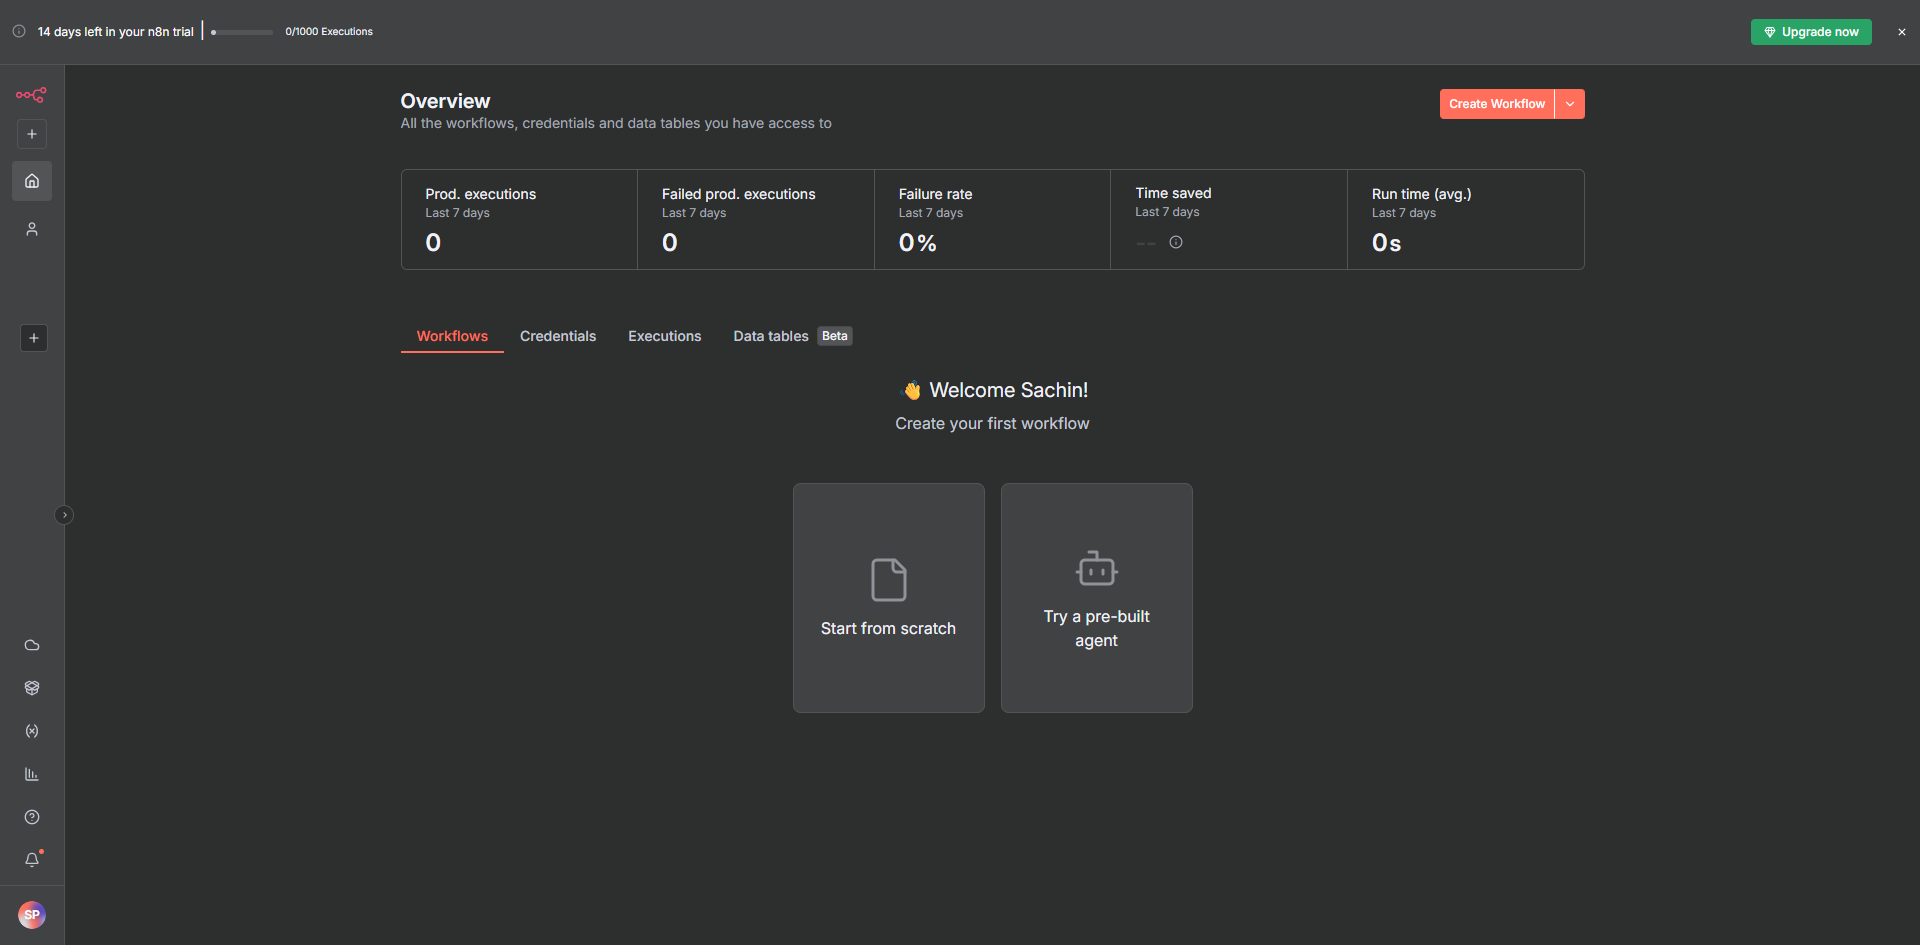 14 days left in your n8n trial
0/1000 Executions
Upgrade now
Overview
All the workflows, credentials and data tables you have access to
Create Workflow
Prod. executions
Last 7 days
0
Failed prod. executions
Last 7 days
0
Failure rate
Last 7 days
0%
Time saved
Last 7 days
--
Run time (avg.)
Last 7 days
0s
Workflows
Credentials
Executions
Data tables
Beta
👋 Welcome Sachin!
Create your first workflow
Start from scratch
Try a pre-built
agent
SP